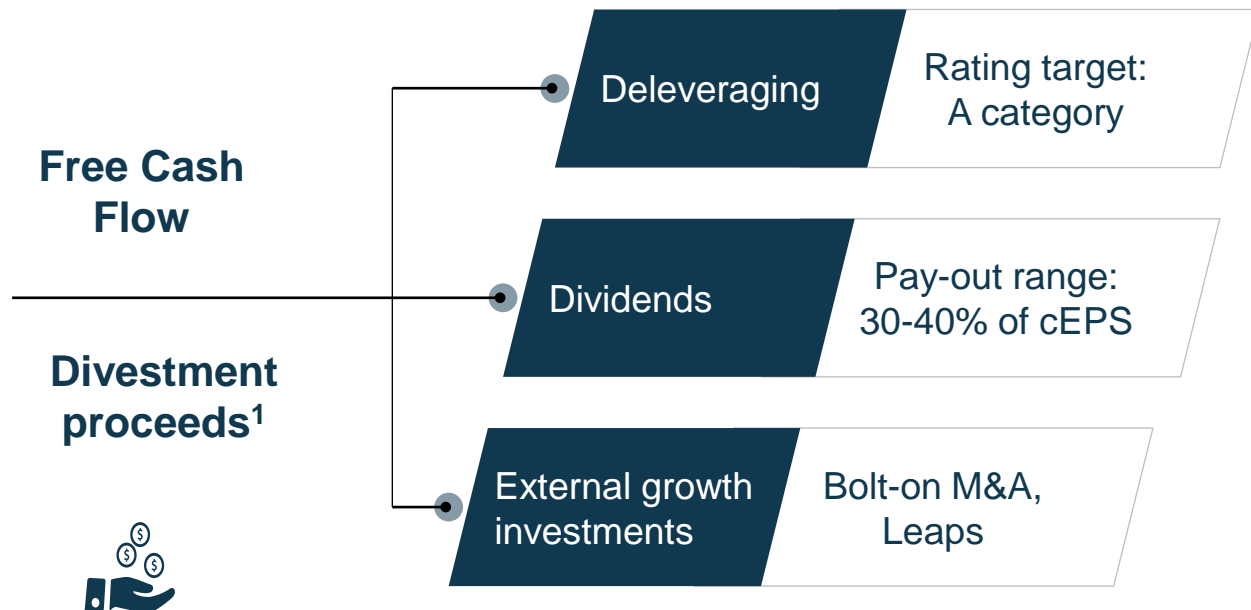 Free Cash
Flow
Divestment
proceeds¹
Deleveraging
Rating target:
A category
Dividends
Pay-out range:
30-40% of cEPS
External growth
investments
Bolt-on M&A,
Leaps
$
$
$